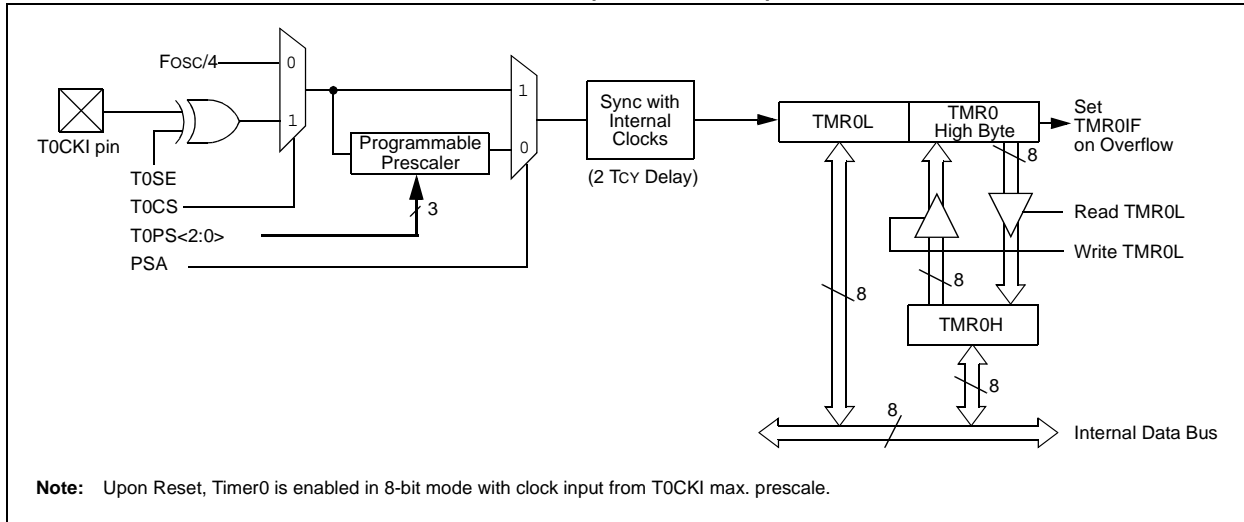 FOSC/4
0
1
T0CKI pin
T0SE
T0CS
T0PS<2:0>
PSA
Programmable
Prescaler
3
1
0
Sync with
Internal
Clocks
(2 TCY Delay)
TMR0L
TMR0
High Byte
Set
TMR0IF
on Overflow
8
Read TMR0L
Write TMR0L
8
8
TMR0H
8
8
Internal Data Bus
Note: Upon Reset, Timer0 is enabled in 8-bit mode with clock input from T0CKI max. prescale.